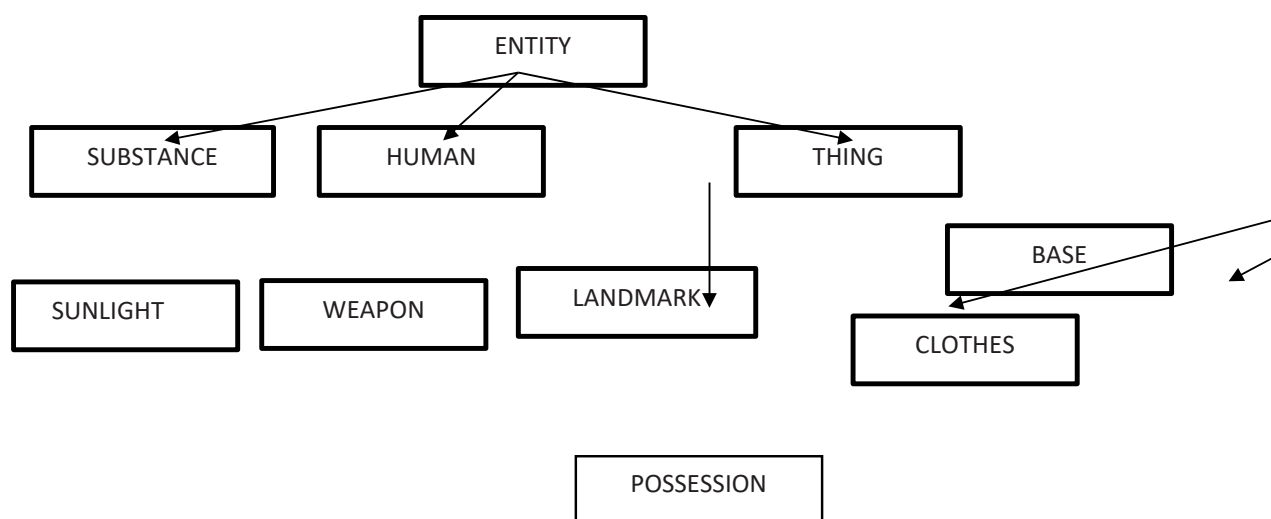 ENTITY
SUBSTANCE
HUMAN
THING
BASE
SUNLIGHT
WEAPON
LANDMARK
CLOTHES
POSSESSION